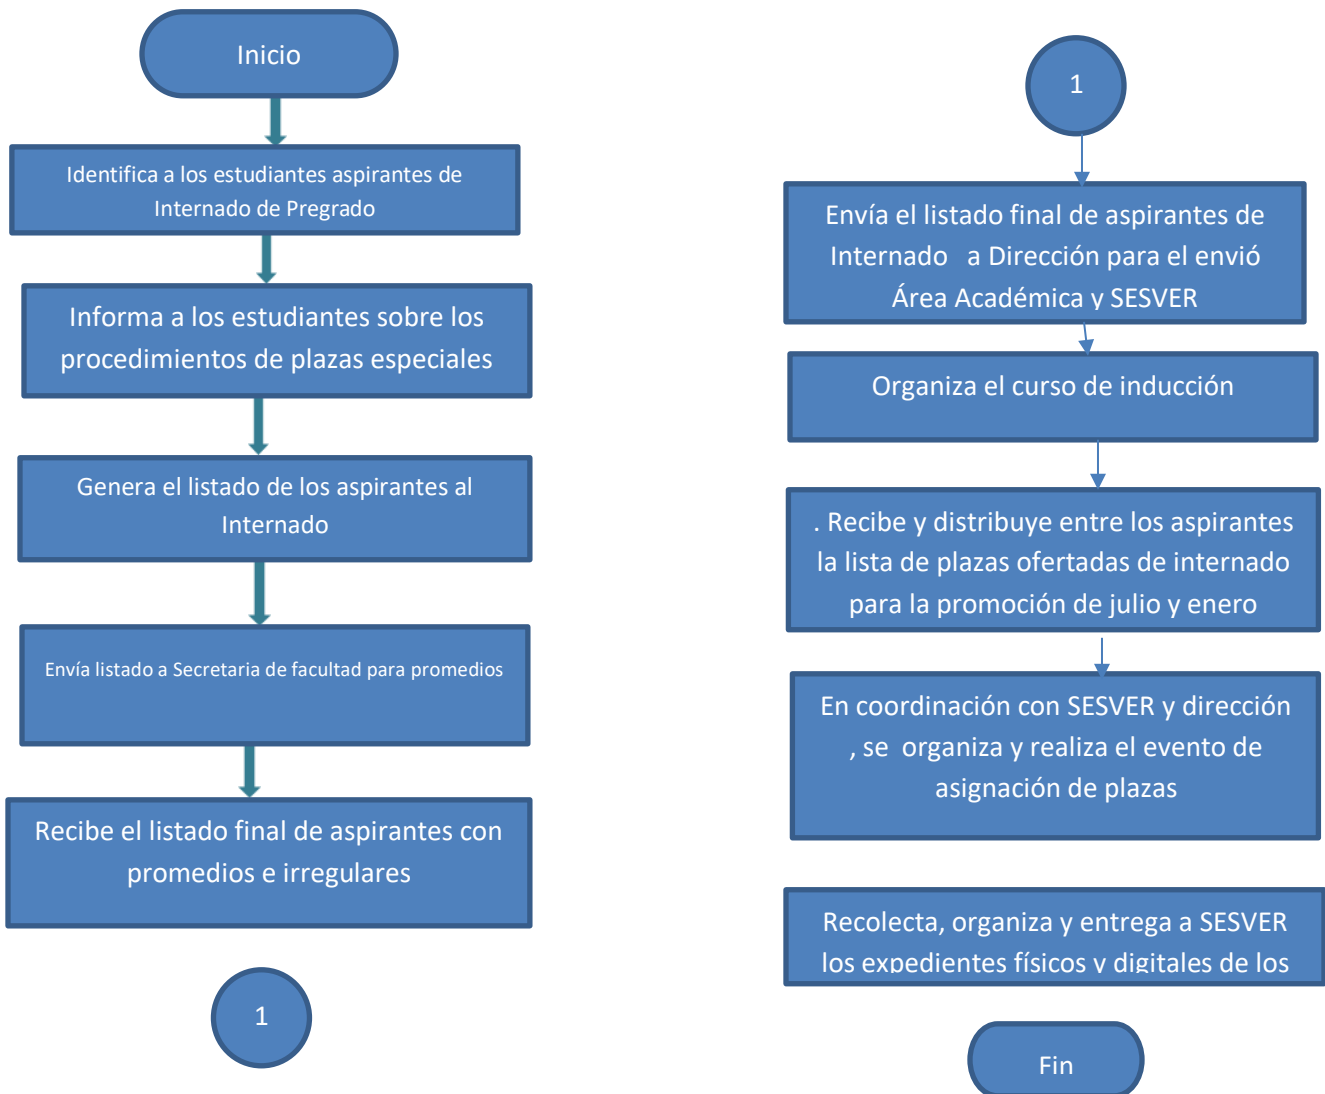 Inicio
Identifica a los estudiantes aspirantes de
Internado de Pregrado
Informa a los estudiantes sobre los
procedimientos de plazas especiales
Genera el listado de los aspirantes al
Internado
Envía listado a Secretaria de facultad para promedios
Recibe el listado final de aspirantes con
promedios e irregulares
1
1
Envía el listado final de aspirantes de
Internado a Dirección para el envió
Área Académica y SESVER
Organiza el curso de inducción
. Recibe y distribuye entre los aspirantes
la lista de plazas ofertadas de internado
para la promoción de julio y enero
En coordinación con SESVER y dirección
, se organiza y realiza el evento de
asignación de plazas
Recolecta, organiza y entrega a SESVER
los expedientes físicos y digitales de los
Fin